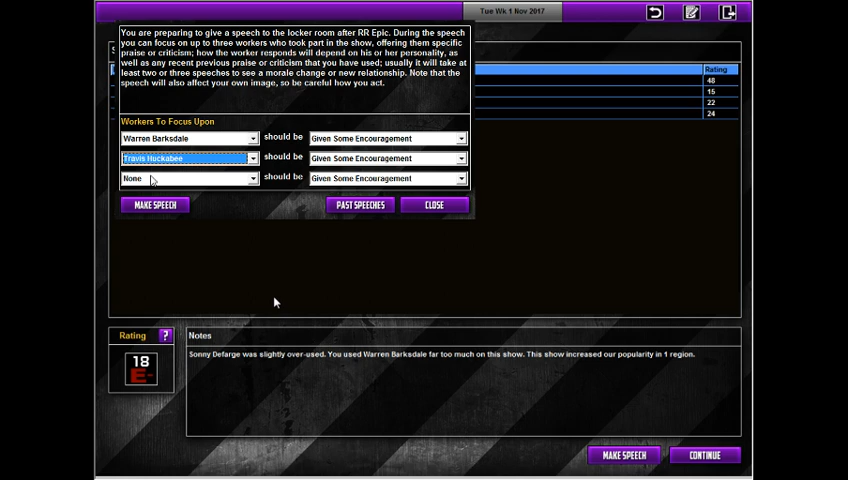 Tue Wk 1 Nov 2017
You are preparing to give a speech to the locker room after RR Epic. During the speech
you can focus on up to three workers who took part in the show, offering them specific
praise or criticism; how the worker responds will depend on his or her personality, as
well as any recent previous praise or criticism that you have used; usually it will take at
least two or three speeches to see a morale change or new relationship. Note that the
speech will also affect your own image, so be careful how you act.
Rating
48
15
22
24
Workers To Focus Upon
Warren Barksdale should be Given Some Encouragement
Travis Huckabee should be Given Some Encouragement
None should be Given Some Encouragement
MAKE SPEECH PAST SPEECHES CLOSE
Rating ? Notes
18
E-
Sonny Defarge was slightly over-used. You used Warren Barksdale far too much on this show. This show increased our popularity in 1 region.
MAKE SPEECH CONTINUE